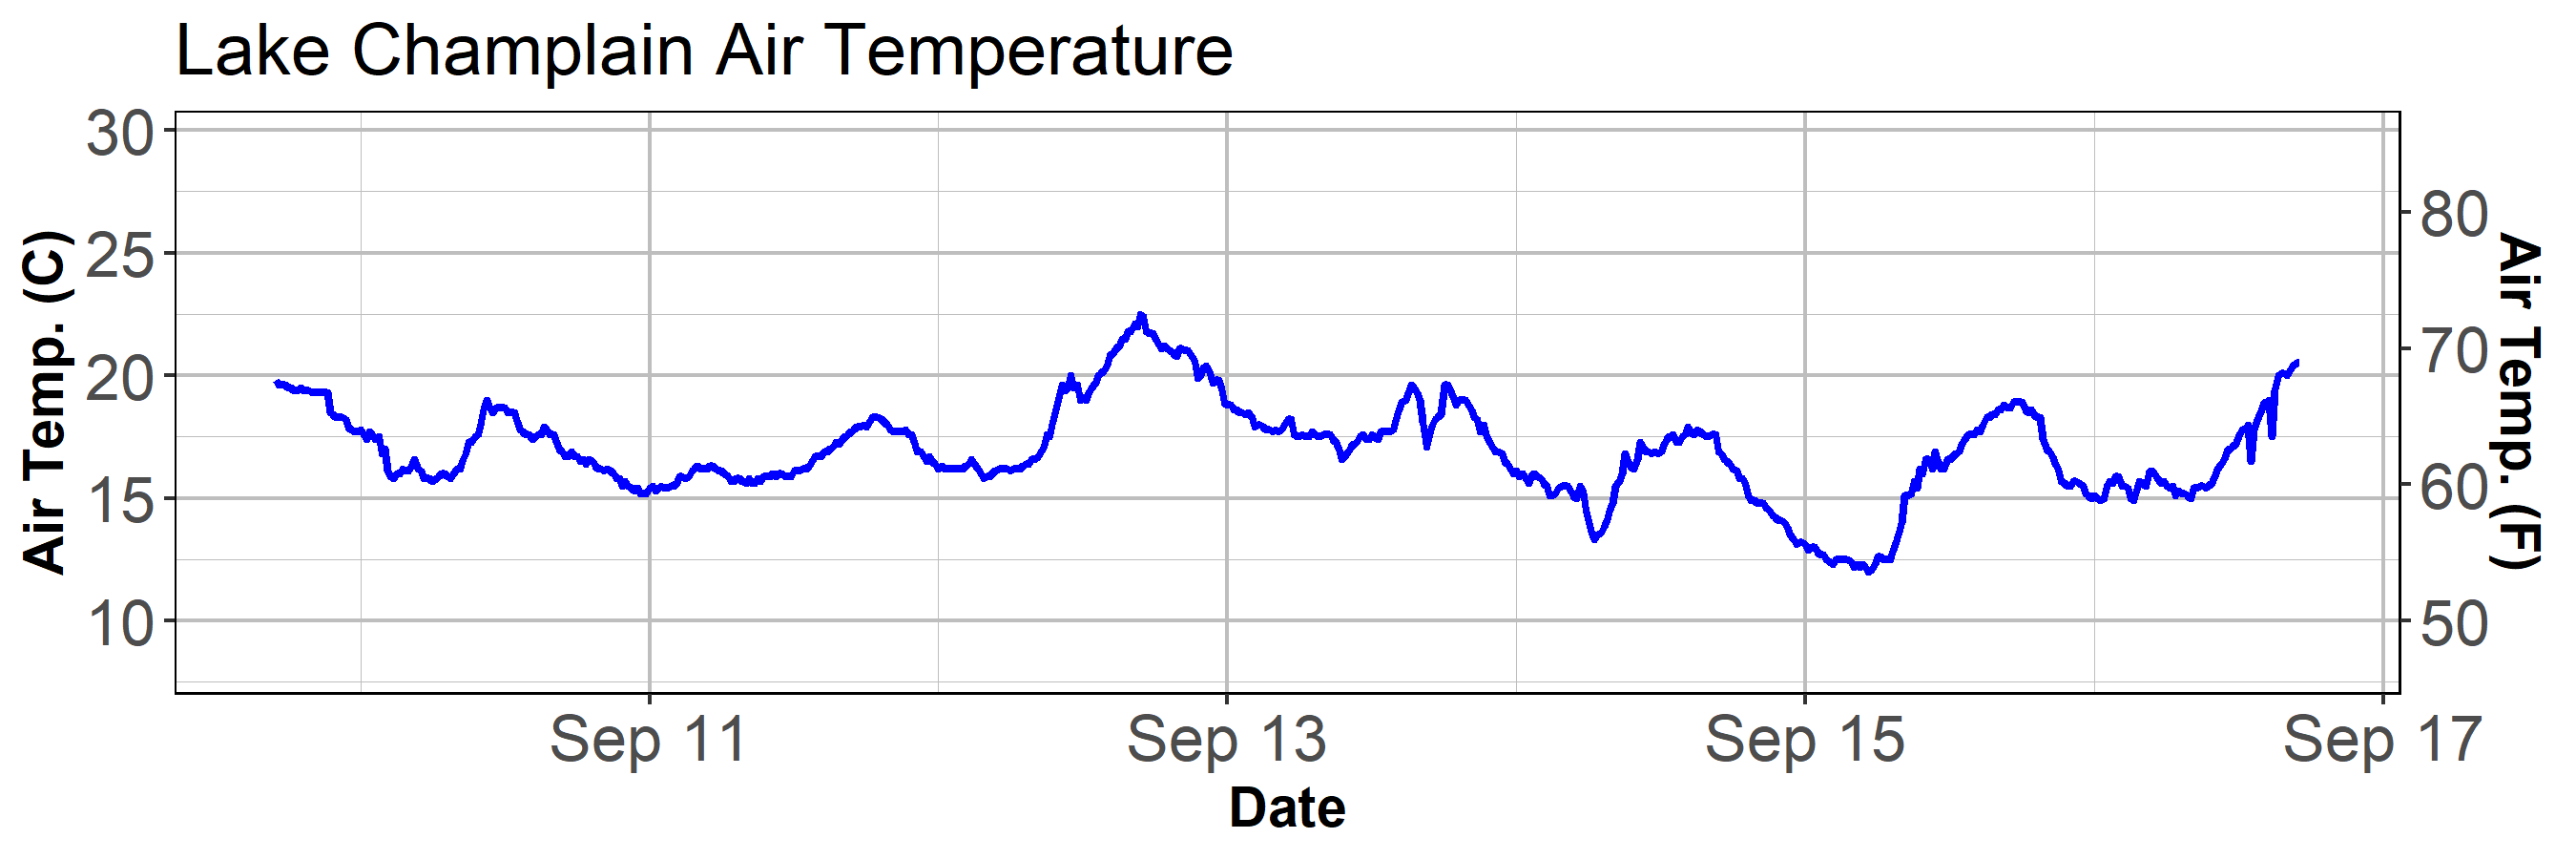 Lake Champlain Air Temperature
Air Temp. (C)
30
25
20
15
10
80
70
60
50
Air Temp. (F)
Sep 11
Sep 13
Sep 15
Sep 17
Date